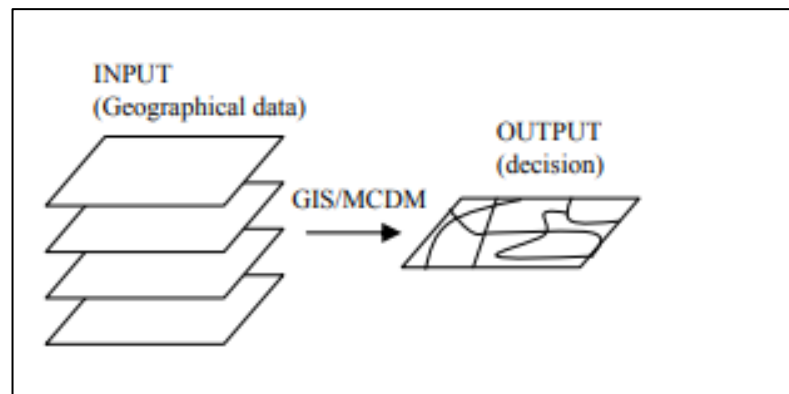 INPUT
(Geographical data)
OUTPUT
(decision)
GIS/MCDM